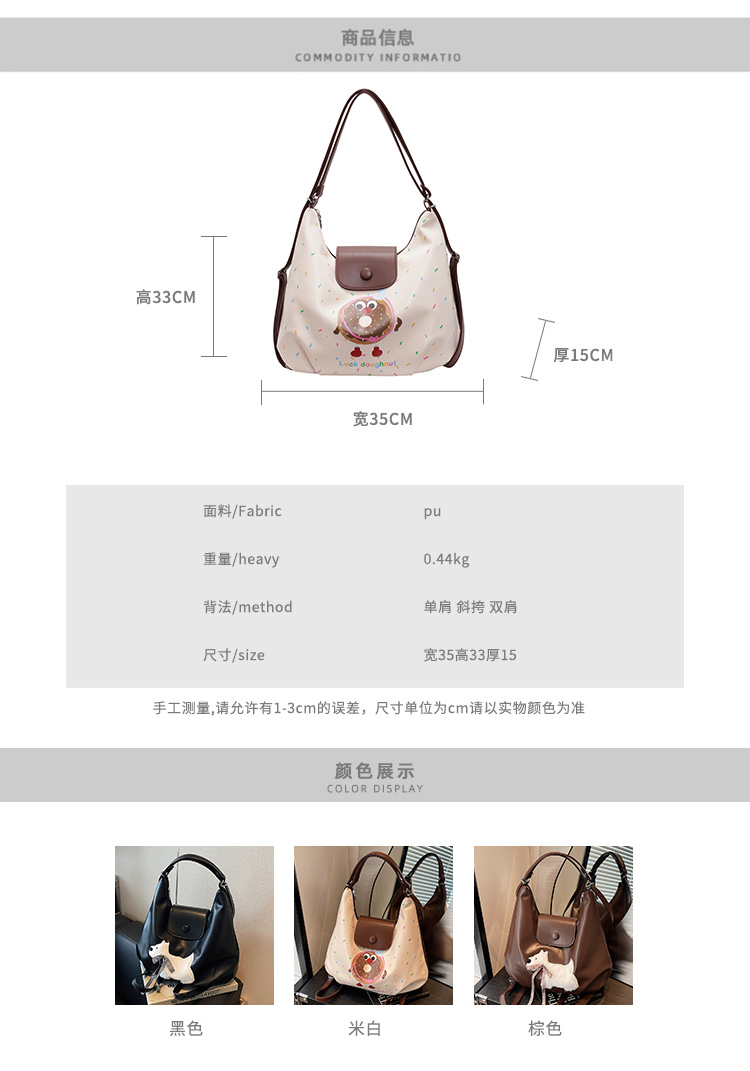 商品信息
COMMODITY INFORMATIO
高33CM
Luck doughnut
厚15CM
宽35CM
面料/Fabric pu
重量/heavy 0.44kg
背法/method 单肩 斜挎 双肩
尺寸/size 宽35高33厚15
手工测量,请允许有1-3cm的误差，尺寸单位为cm请以实物颜色为准
颜色展示
COLOR DISPLAY
黑色 米白 棕色